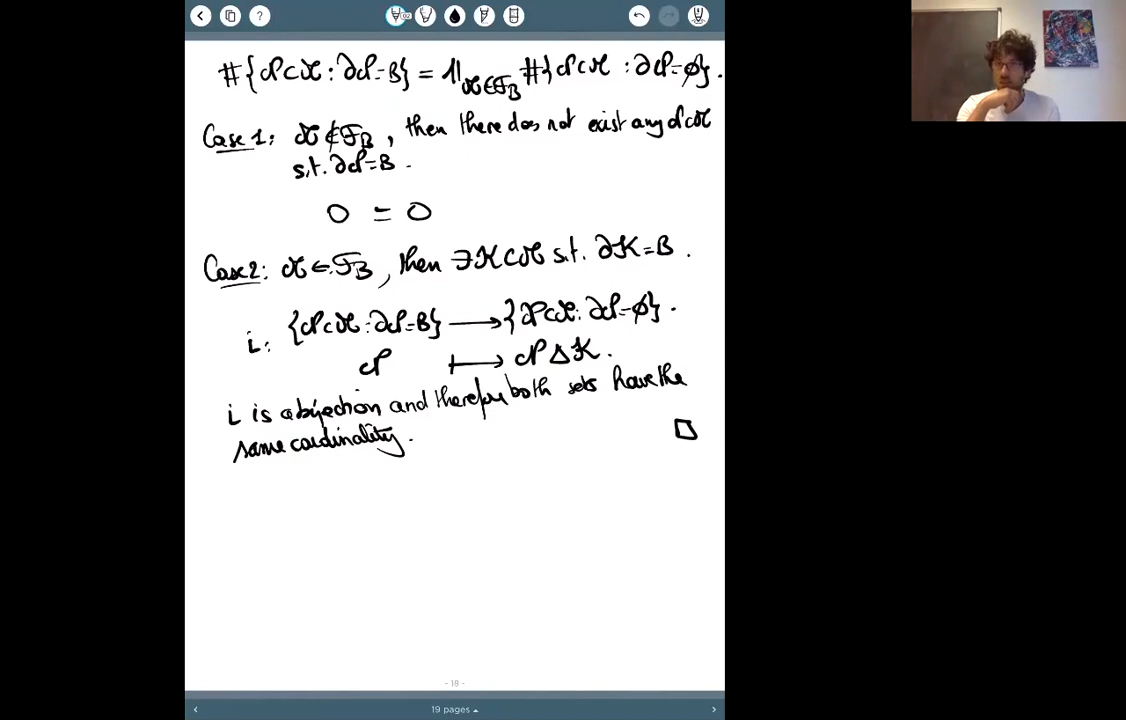 #{𝒫⊂ℋ : ∂𝒫=B} = 𝟙_{ℋ∈ℱ_B} #{𝒫⊂ℋ : ∂𝒫=∅}.
Case 1: ℋ∉ℱ_B, then there does not exist any 𝒫⊂ℋ
s.t. ∂𝒫=B.
0 = 0
Case 2: ℋ∈ℱ_B, then ∃𝒦⊂ℋ s.t. ∂𝒦=B.
i: {𝒫⊂ℋ : ∂𝒫=B} ⟶ {𝒫⊂ℋ : ∂𝒫=∅}.
𝒫 ⟼ 𝒫 Δ 𝒦.
i is a bijection and therefore both sets have the
same cardinality. □
- 18 -
19 pages